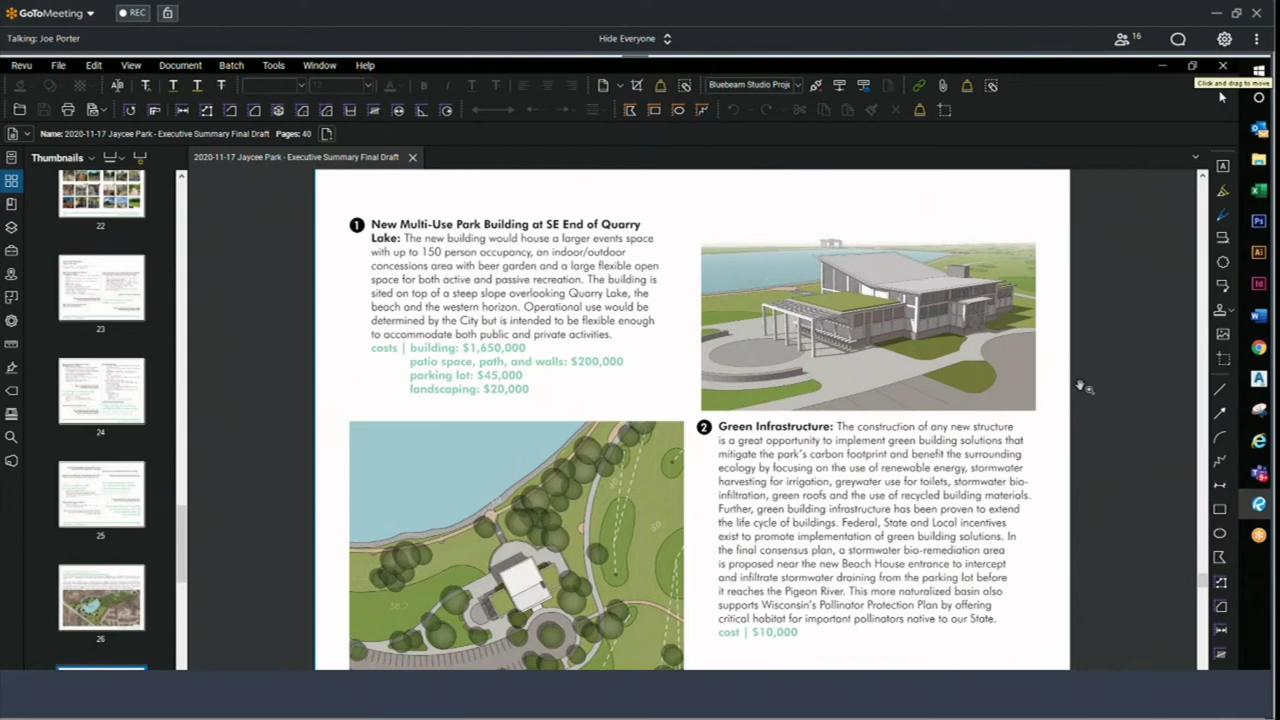 GoToMeeting
REC
Talking: Joe Porter
Hide Everyone
16
Revu File Edit View Document Batch Tools Window Help
Click and drag to move
12
Bluebeam Studio Proj
Name: 2020-11-17 Jaycee Park - Executive Summary Final Draft Pages: 40
Thumbnails
2020-11-17 Jaycee Park - Executive Summary Final Draft
22
23
24
25
26
1 New Multi-Use Park Building at SE End of Quarry
Lake: The new building would house a larger events space
with up to 150 person occupancy, an indoor/outdoor
concessions area with beer garden and a large flexible open
space for both active and passive recreation. The building is
sited on top of a steep slope overlooking Quarry Lake, the
beach and the western horizon. Operational use would be
determined by the City but is intended to be flexible enough
to accommodate both public and private activities.
costs | building: $1,650,000
patio space, path, and walls: $200,000
parking lot: $45,000
landscaping: $20,000
2 Green Infrastructure: The construction of any new structure
is a great opportunity to implement green building solutions that
mitigate the park's carbon footprint and benefit the surrounding
ecology by focusing on the use of renewable energy, stormwater
harvesting for irrigation, greywater use for toilets, stormwater bio-
infiltration, green roofs and the use of recycled building materials.
Further, green building infrastructure has been proven to extend
the life cycle of buildings. Federal, State and Local incentives
exist to promote implementation of green building solutions. In
the final consensus plan, a stormwater bio-remediation area
is proposed near the new Beach House entrance to intercept
and infiltrate stormwater draining from the parking lot before
it reaches the Pigeon River. This more naturalized basin also
supports Wisconsin's Pollinator Protection Plan by offering
critical habitat for important pollinators native to our State.
cost | $10,000